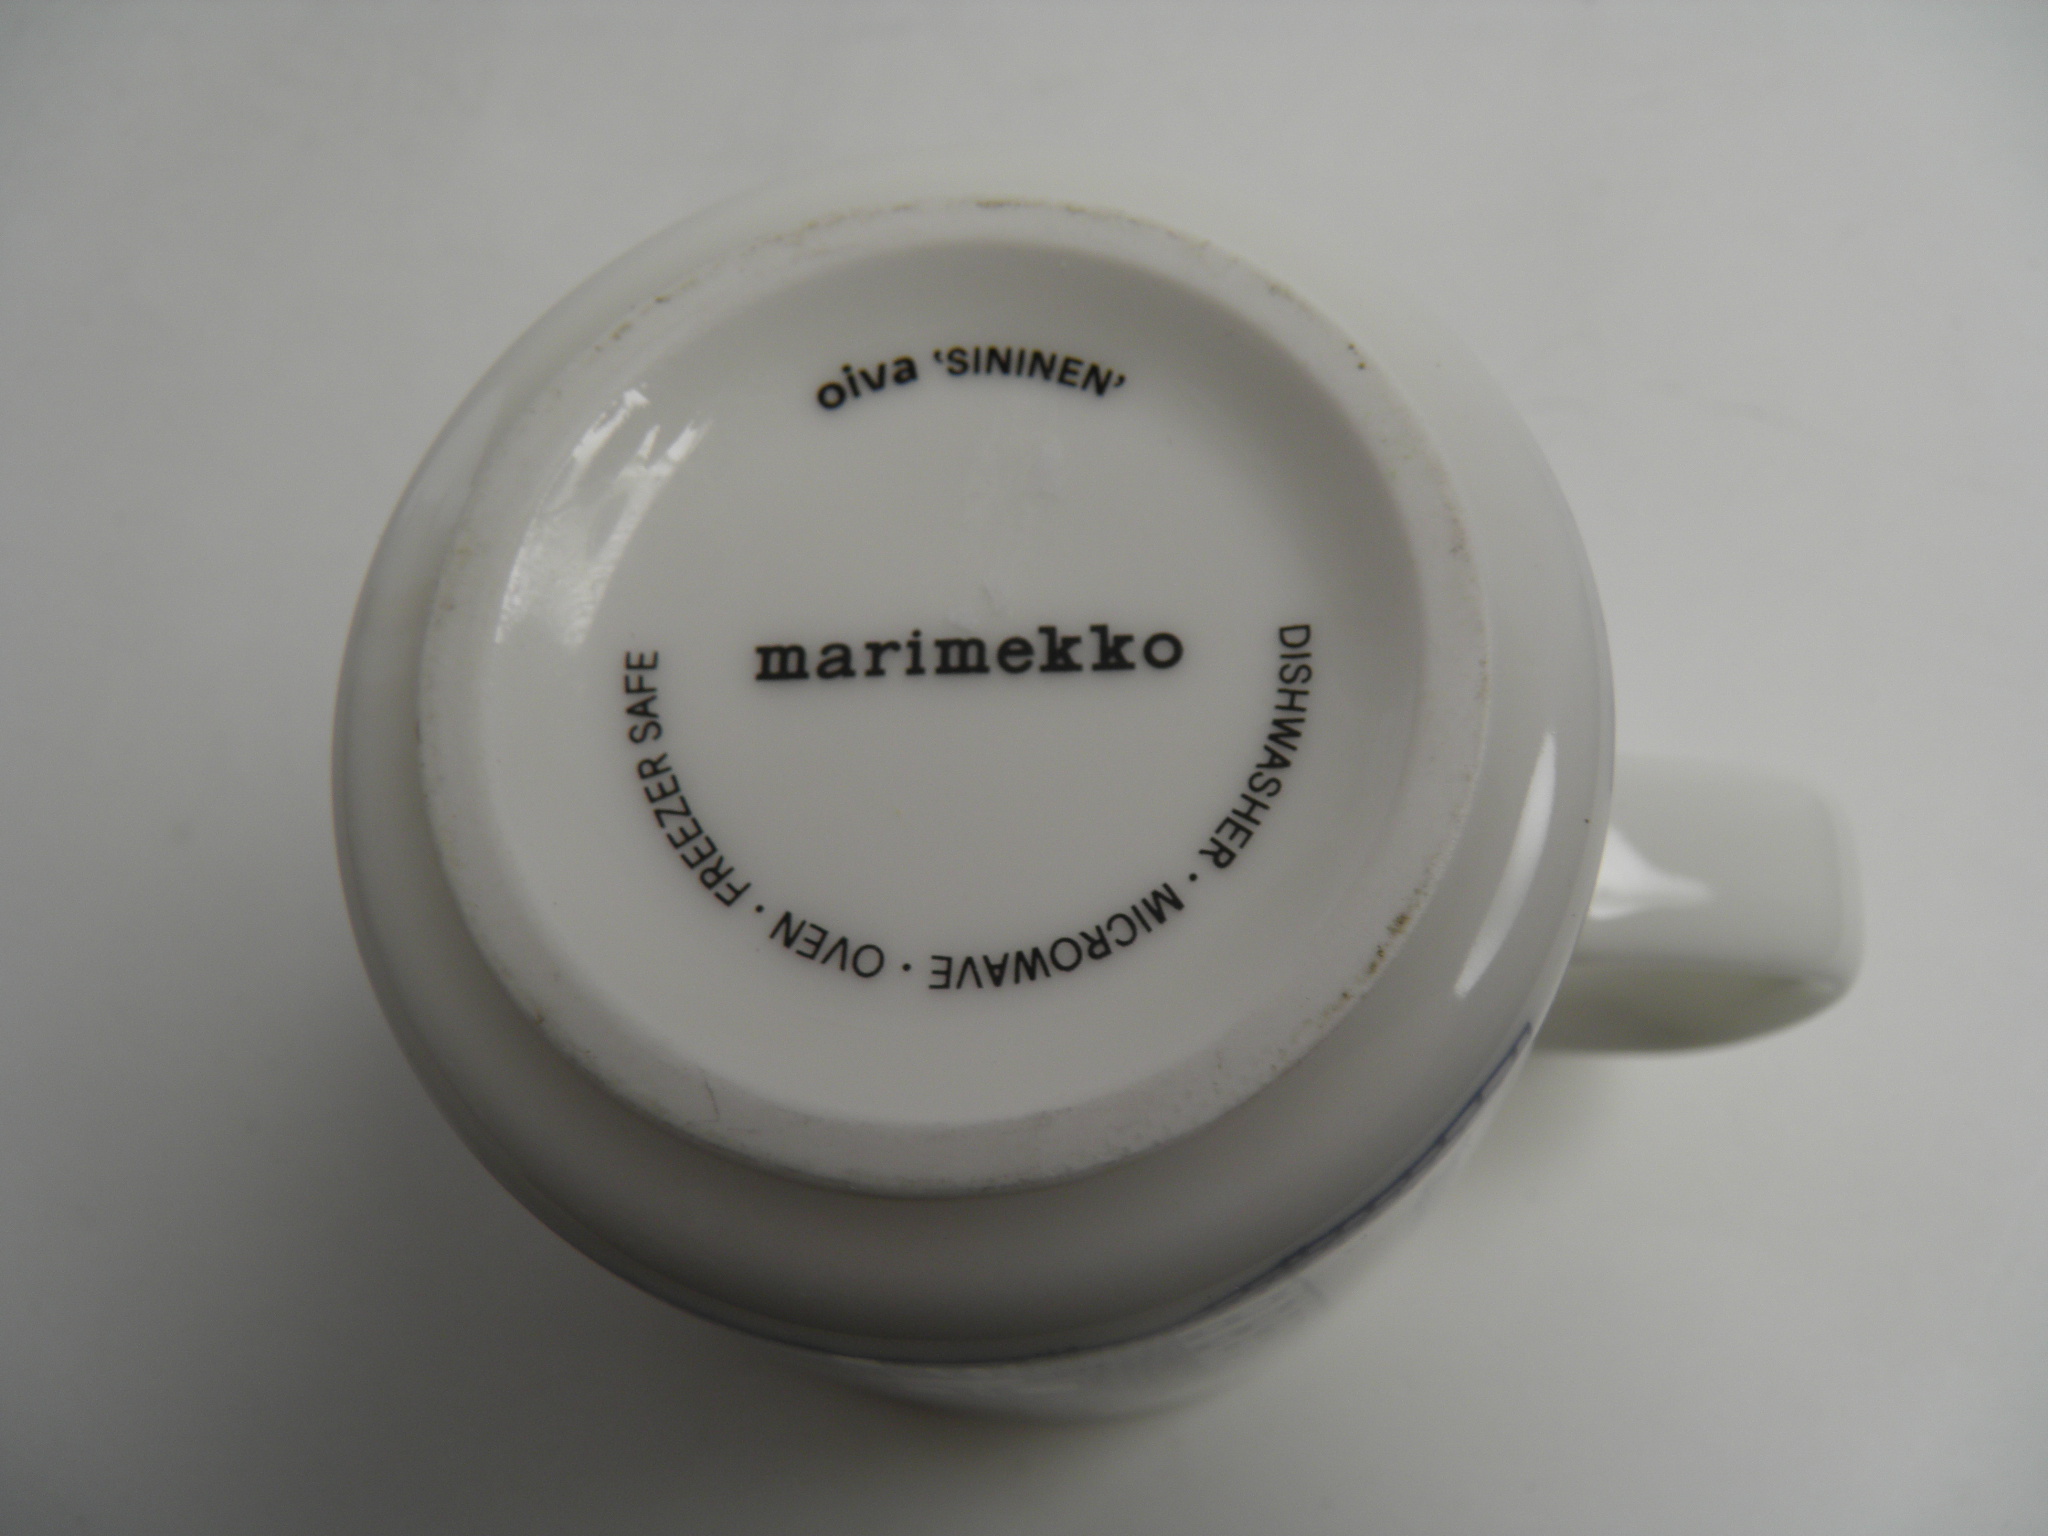 oiva ‘SININEN’
marimekko
DISHWASHER · MICROWAVE · OVEN · FREEZER SAFE